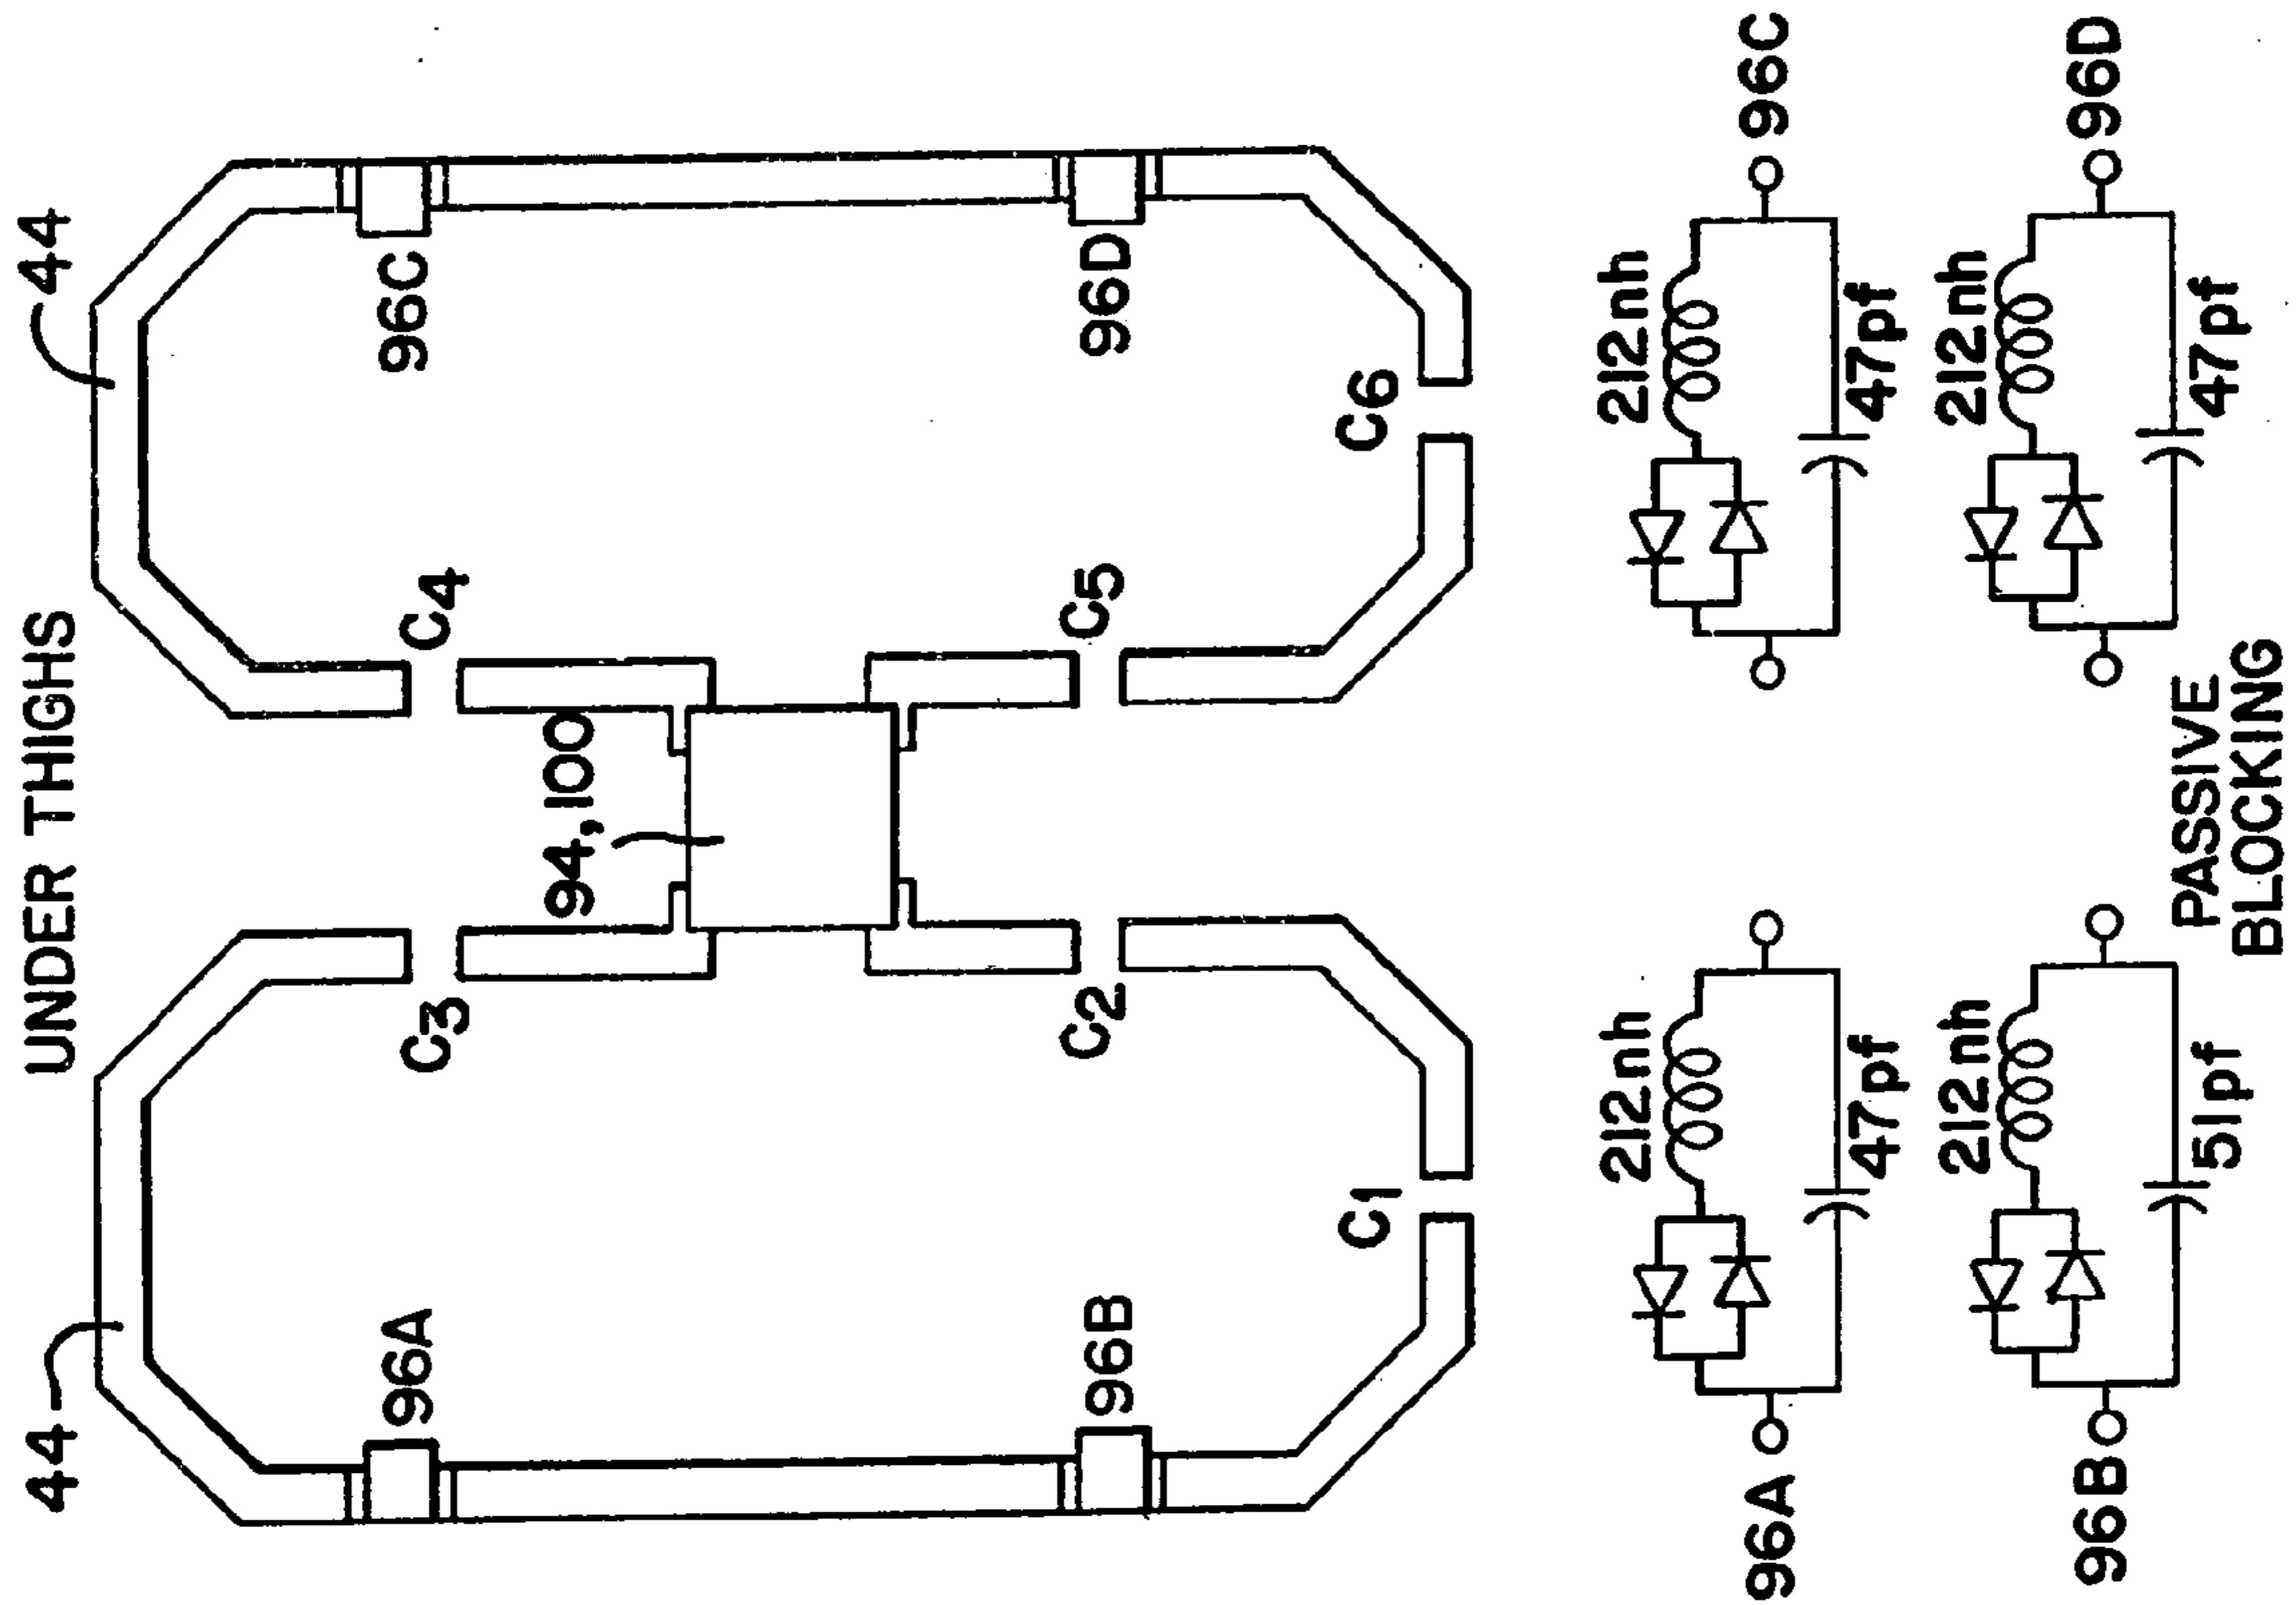 44
UNDER THIGHS
44
96A
C3
C4
96C
94,100
96B
C2
C5
96D
C1
C6
212nh
212nh
96A
96C
47pf
47pf
212nh
212nh
96B
96D
51pf
47pf
PASSIVE
BLOCKING